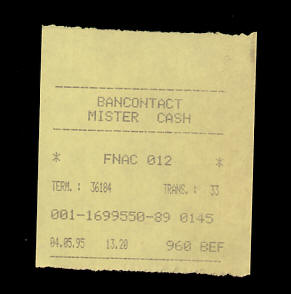 BANCONTACT
MISTER CASH
* FNAC 012 *
TERM.: 36184 TRANS.: 33
001-1699550-89 0145
04.05.95 13.20 960 BEF